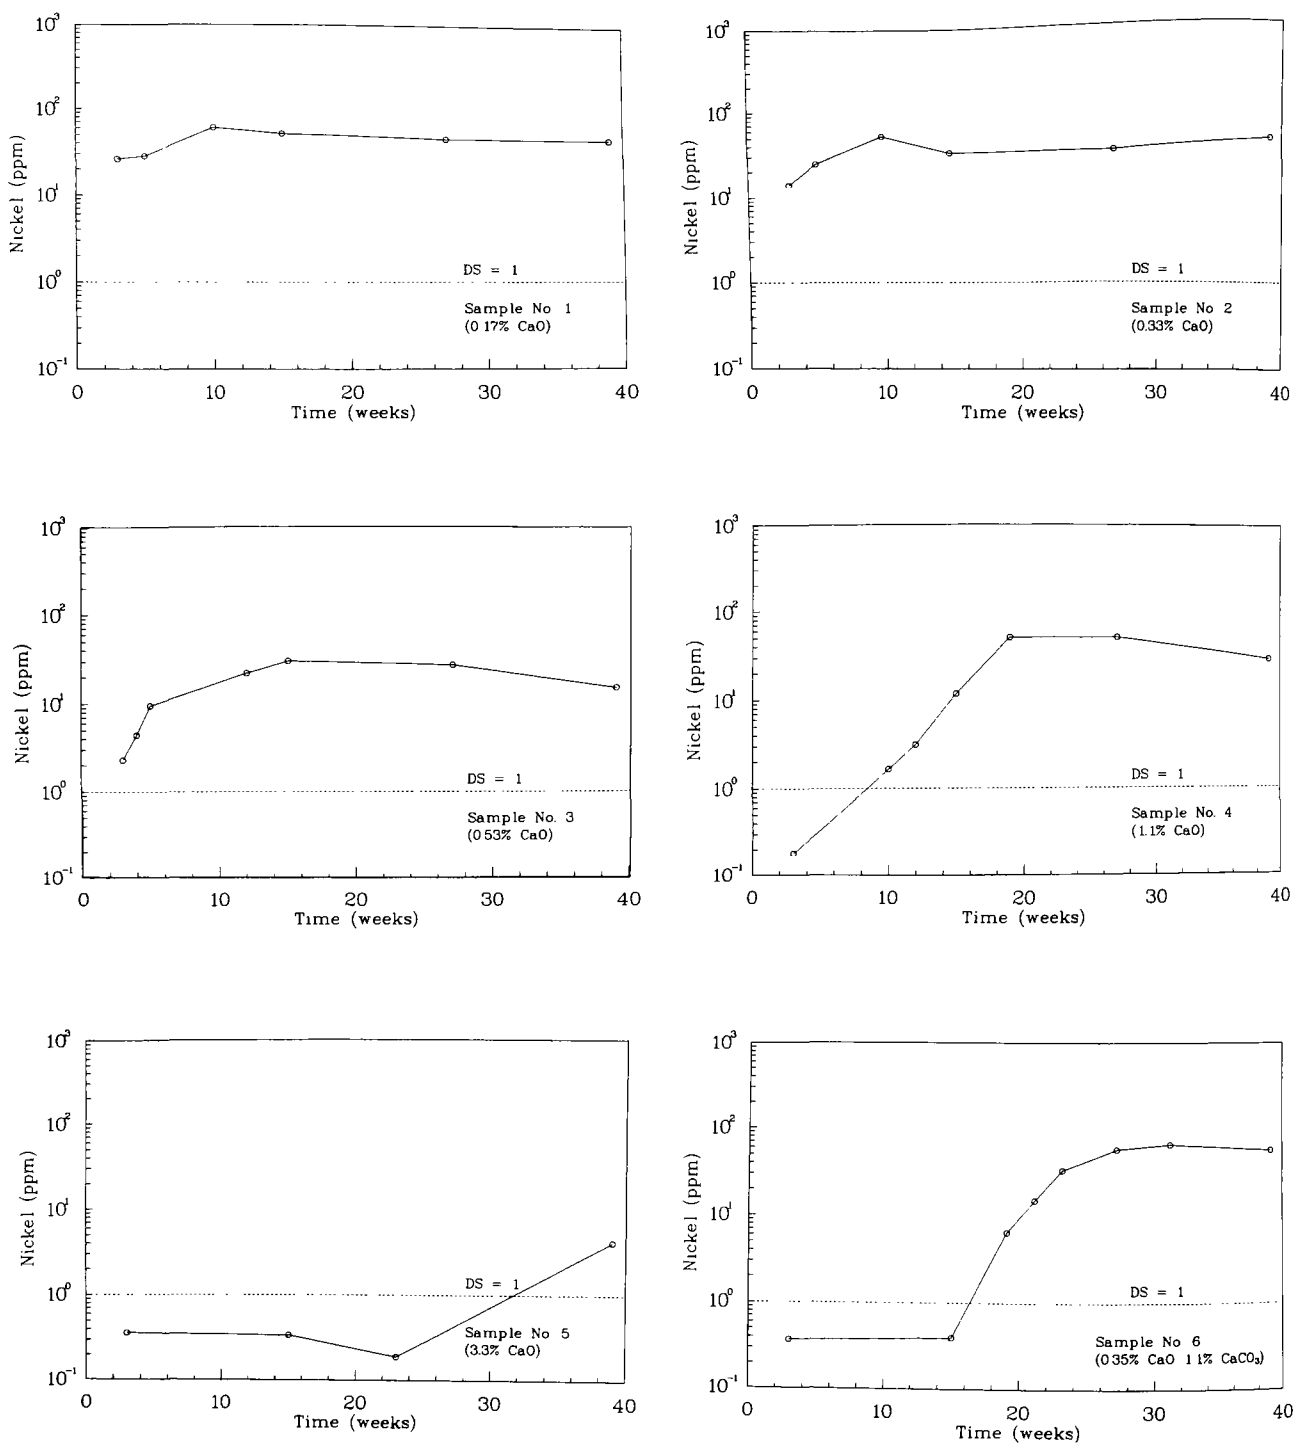 10³
10²
10¹
10⁰
10⁻¹
Nickel (ppm)
DS = 1
Sample No 1
(0 17% CaO)
0 10 20 30 40
Time (weeks)
10³
10²
10¹
10⁰
10⁻¹
Nickel (ppm)
DS = 1
Sample No 2
(0.33% CaO)
0 10 20 30 40
Time (weeks)
10³
10²
10¹
10⁰
10⁻¹
Nickel (ppm)
DS = 1
Sample No. 3
(0 53% CaO)
0 10 20 30 40
Time (weeks)
10³
10²
10¹
10⁰
10⁻¹
Nickel (ppm)
DS = 1
Sample No. 4
(1.1% CaO)
0 10 20 30 40
Time (weeks)
10³
10²
10¹
10⁰
10⁻¹
Nickel (ppm)
DS = 1
Sample No 5
(3.3% CaO)
0 10 20 30 40
Time (weeks)
10³
10²
10¹
10⁰
10⁻¹
Nickel (ppm)
DS = 1
Sample No 6
(0 35% CaO 1 1% CaCO₃)
0 10 20 30 40
Time (weeks)